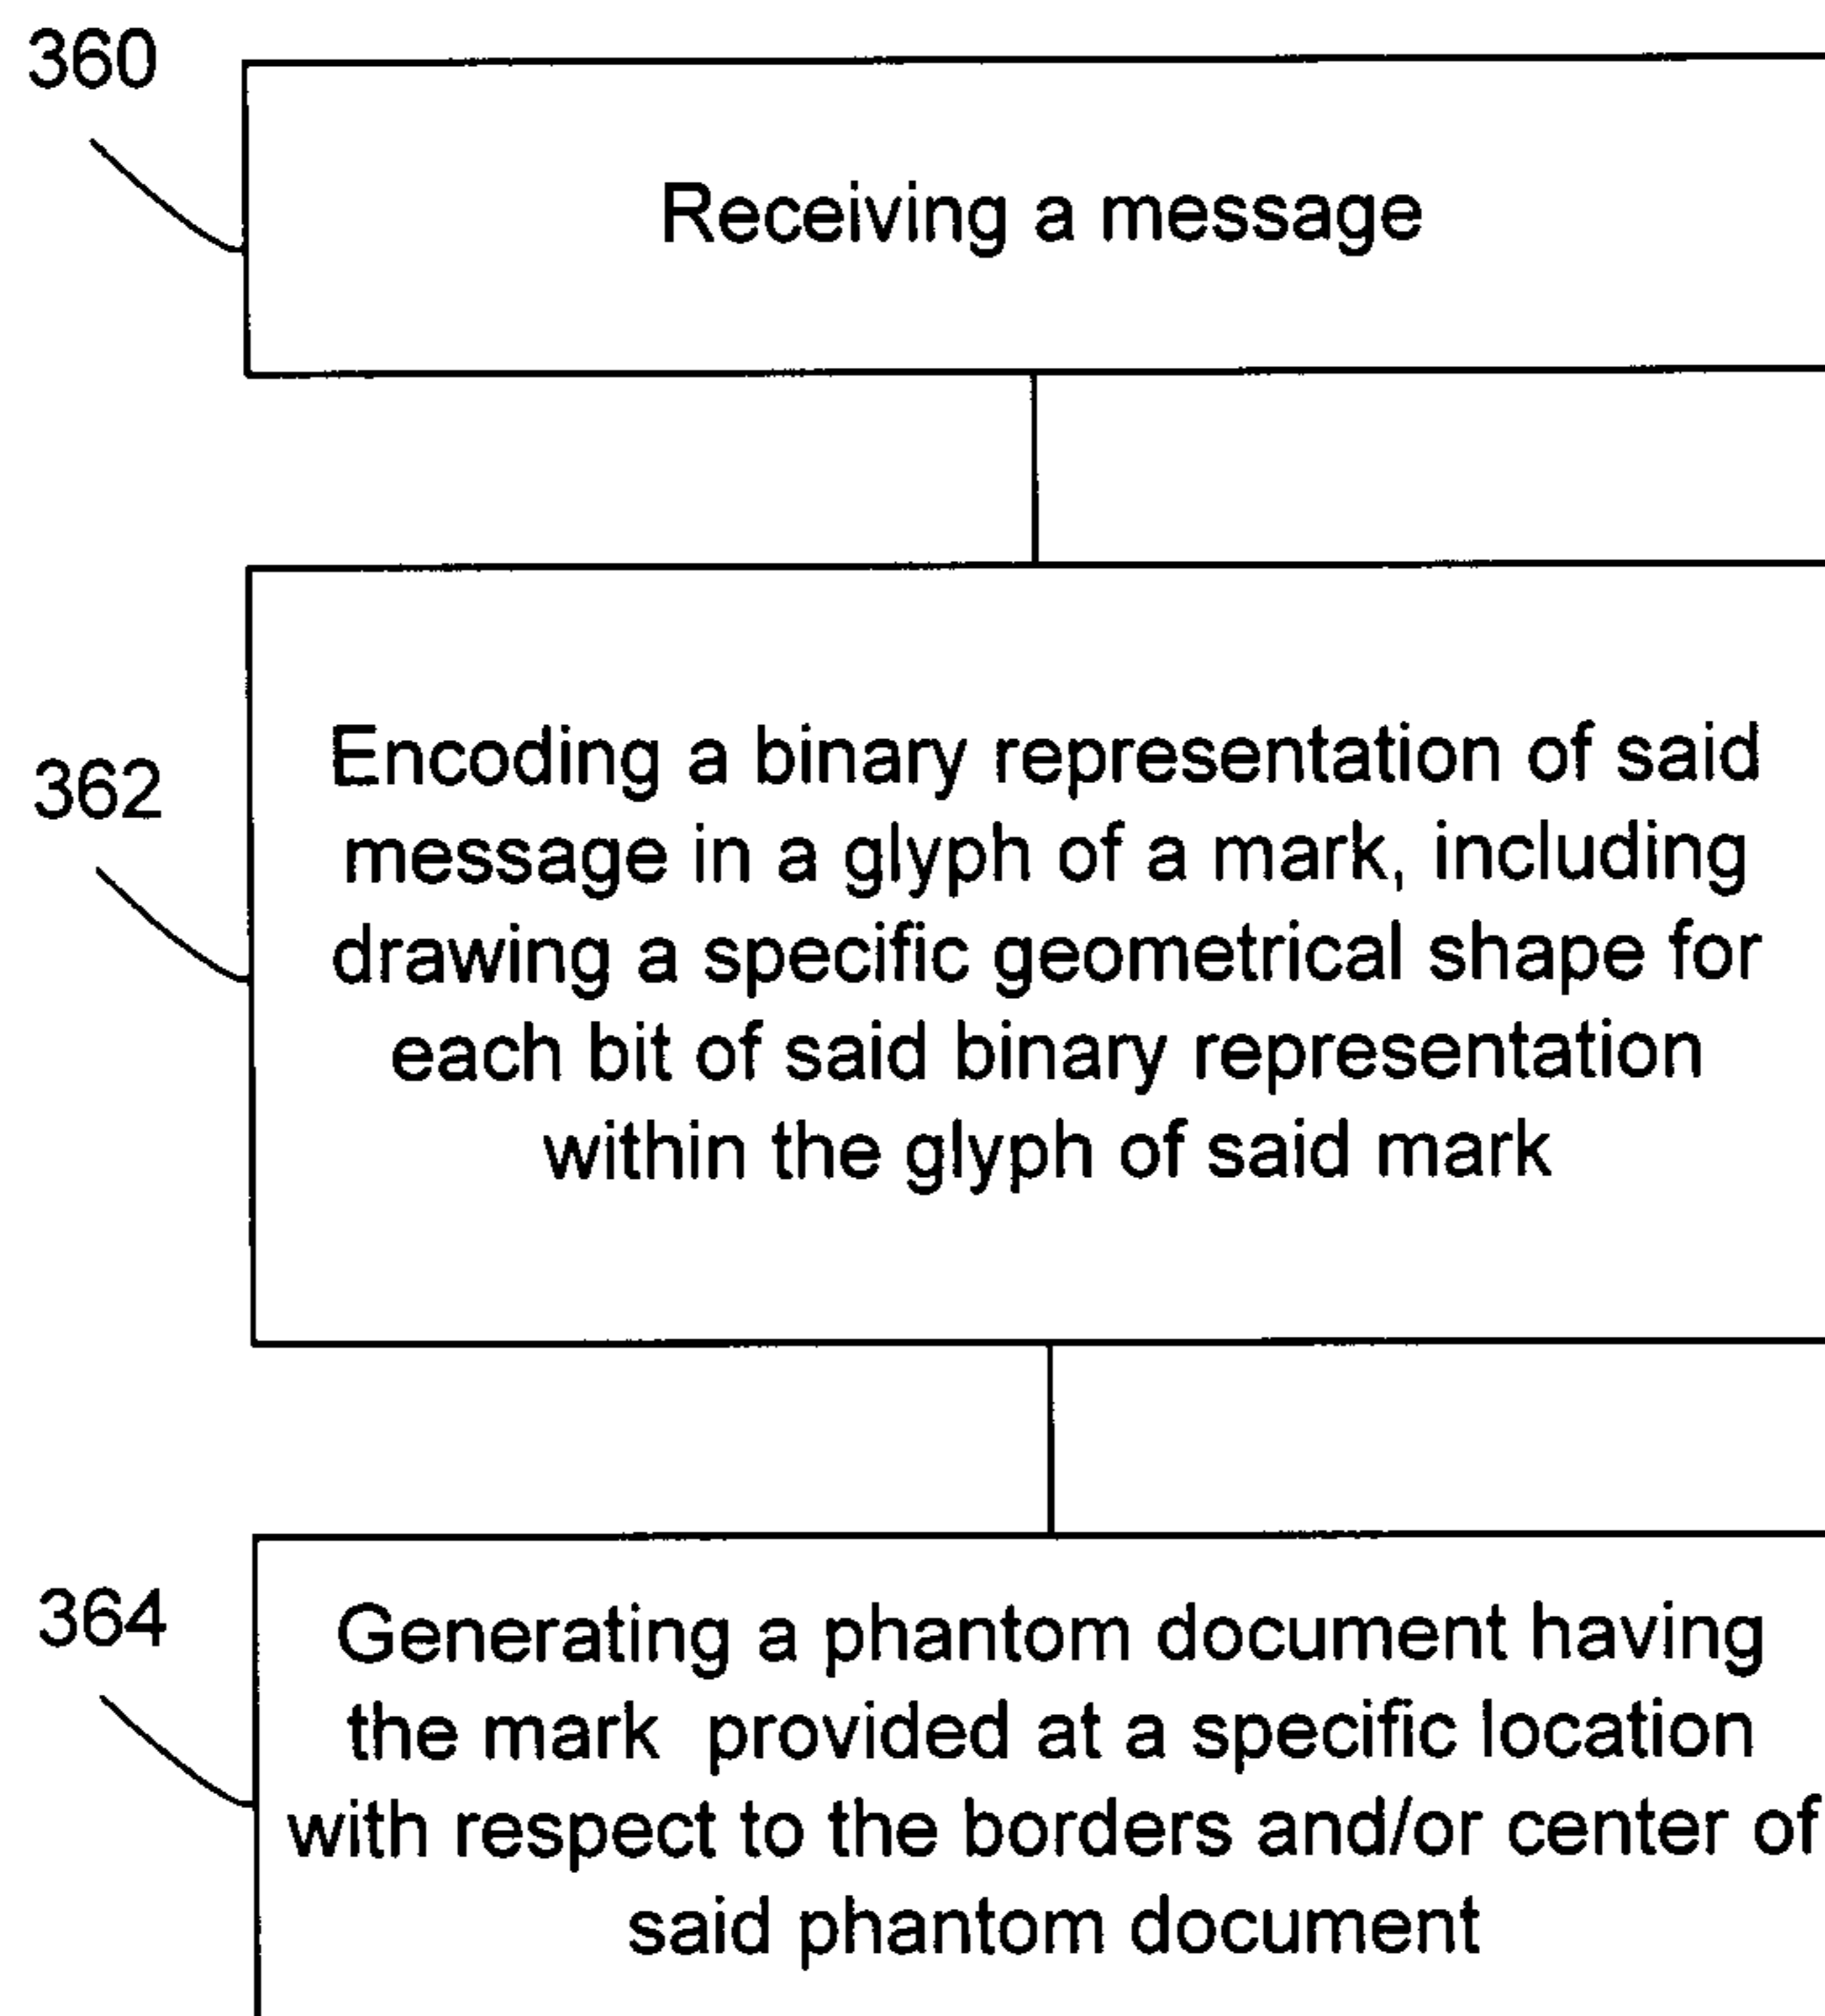 360
Receiving a message
362
Encoding a binary representation of said
message in a glyph of a mark, including
drawing a specific geometrical shape for
each bit of said binary representation
within the glyph of said mark
364
Generating a phantom document having
the mark provided at a specific location
with respect to the borders and/or center of
said phantom document